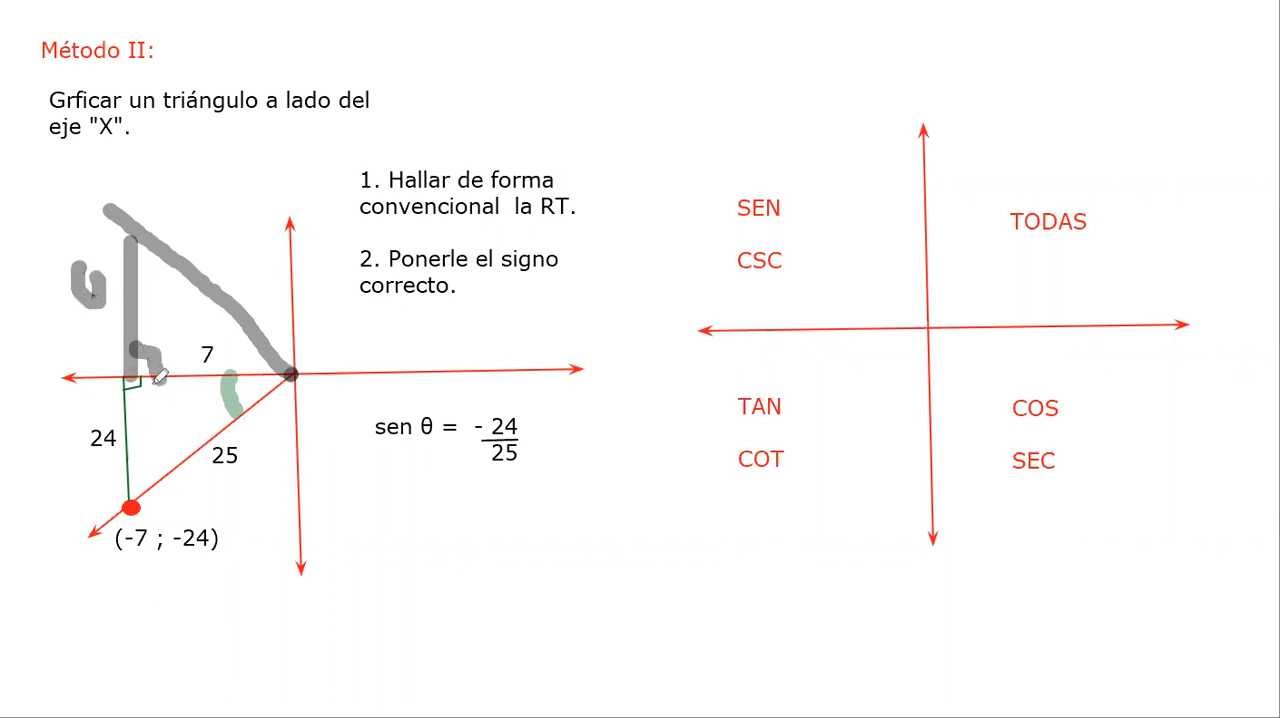 Método II:
Grficar un triángulo a lado del
eje "X".
1. Hallar de forma
convencional la RT.
2. Ponerle el signo
correcto.
7
24
25
(-7 ; -24)
sen θ = - 24
25
SEN
CSC
TODAS
TAN
COT
COS
SEC